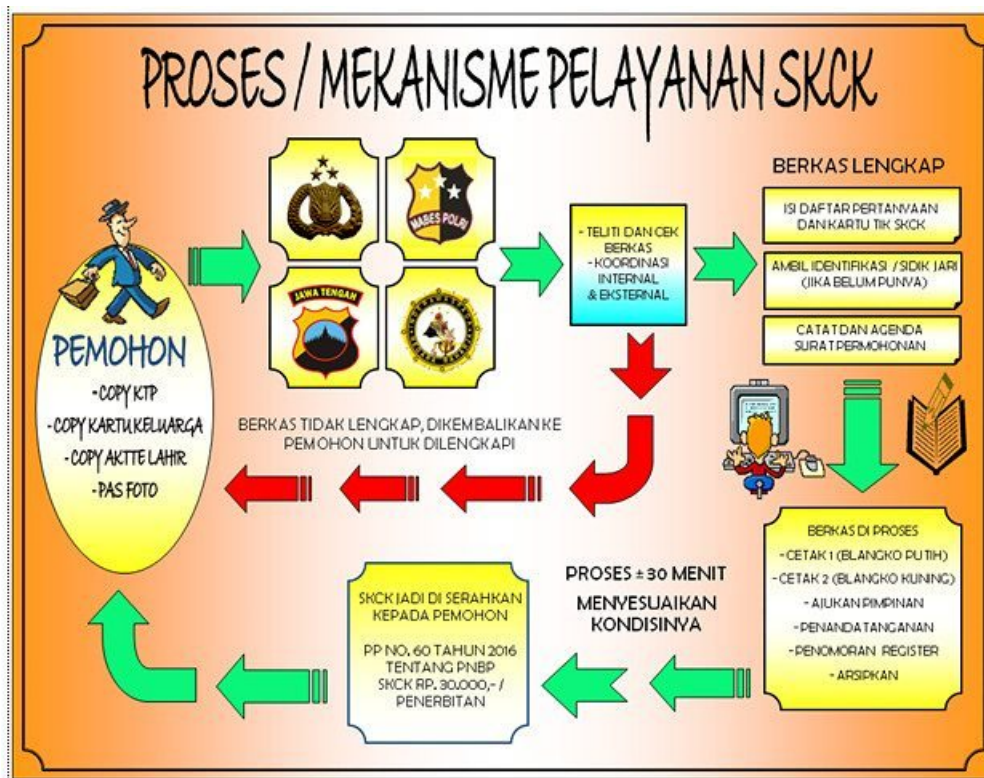 PROSES / MEKANISME PELAYANAN SKCK
MABES POLRI
JAWA TENGAH
PEMOHON
- COPY KTP
- COPY KARTU KELUARGA
- COPY AKTTE LAHIR
- PAS FOTO
- TELITI DAN CEK
BERKAS
- KOORDINASI
INTERNAL
& EKSTERNAL
BERKAS LENGKAP
ISI DAFTAR PERTANYAAN
DAN KARTU TIK SKCK
AMBIL IDENTIFIKASI / SIDIK JARI
(JIKA BELUM PUNYA)
CATAT DAN AGENDA
SURAT PERMOHONAN
BERKAS TIDAK LENGKAP, DIKEMBALIKAN KE
PEMOHON UNTUK DILENGKAPI
BERKAS DI PROSES
- CETAK 1 (BLANGKO PUTIH)
- CETAK 2 (BLANGKO KUNING)
- AJUKAN PIMPINAN
- PENANDATANGANAN
- PENOMORAN REGISTER
- ARSIPKAN
PROSES ± 30 MENIT
MENYESUAIKAN
KONDISINYA
SKCK JADI DI SERAHKAN
KEPADA PEMOHON
PP NO. 60 TAHUN 2016
TENTANG PNBP
SKCK RP. 30.000,- /
PENERBITAN